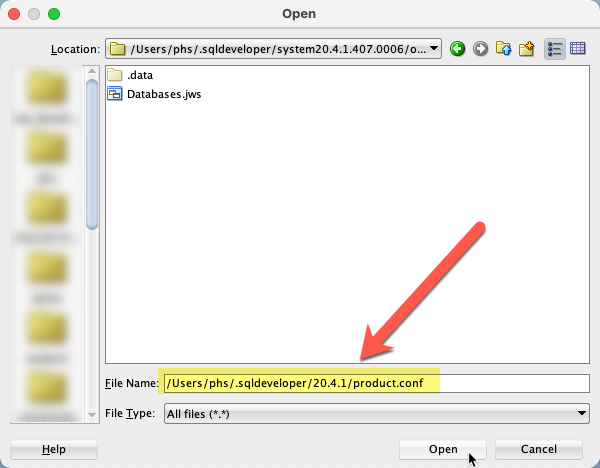 Open
Location: /Users/phs/.sqldeveloper/system20.4.1.407.0006/o...
.data
Databases.jws
File Name: /Users/phs/.sqldeveloper/20.4.1/product.conf
File Type: All files (*.*)
Help
Open
Cancel